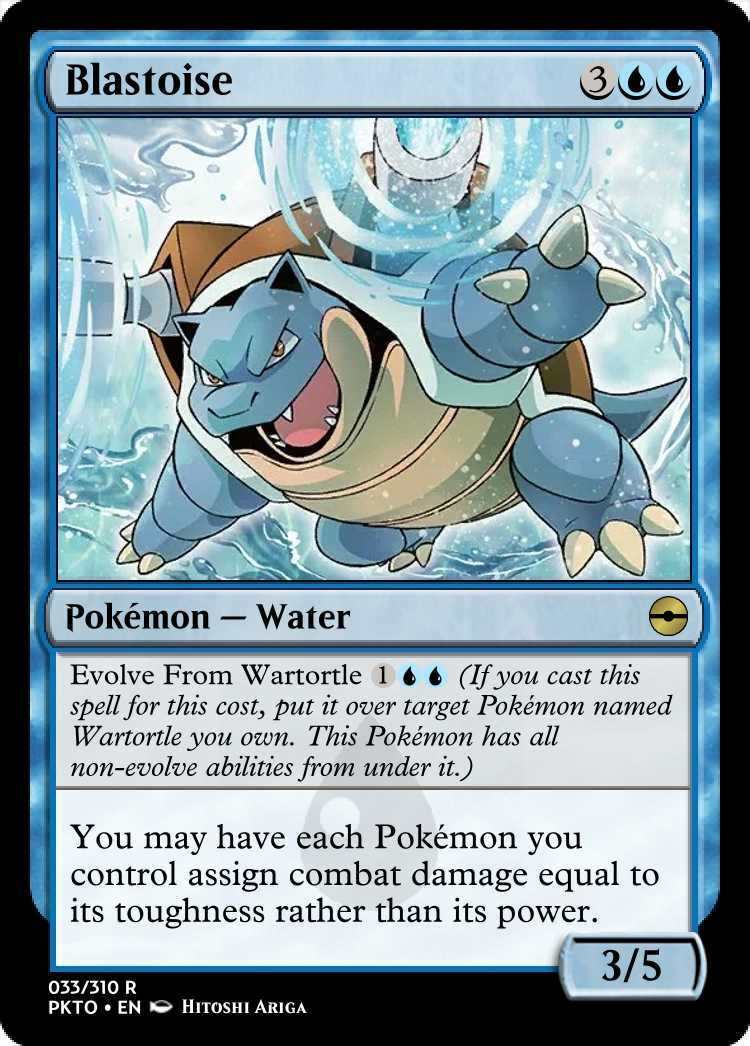 Blastoise 3
Pokémon — Water
Evolve From Wartortle 1 (If you cast this
spell for this cost, put it over target Pokémon named
Wartortle you own. This Pokémon has all
non-evolve abilities from under it.)
You may have each Pokémon you
control assign combat damage equal to
its toughness rather than its power.
3/5
033/310 R
PKTO • EN Hitoshi Ariga